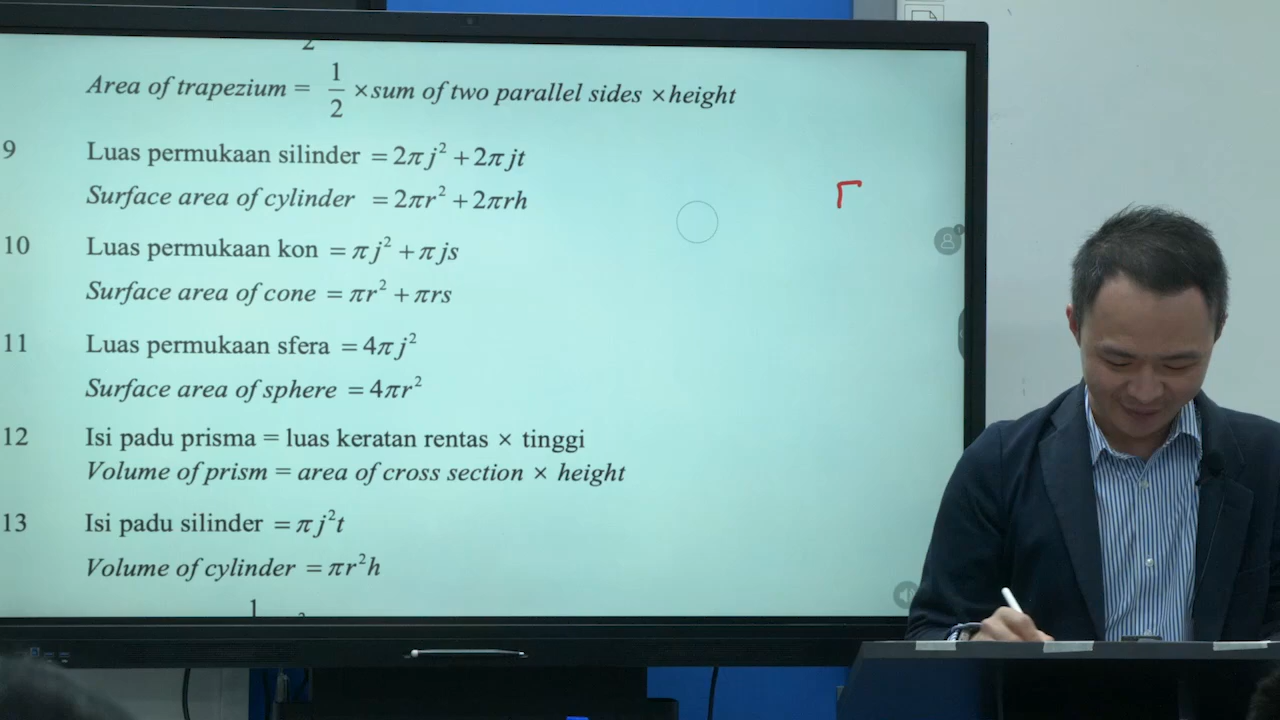 Area of trapezium = 1/2 × sum of two parallel sides × height
9 Luas permukaan silinder = 2πj² + 2πjt
Surface area of cylinder = 2πr² + 2πrh
10 Luas permukaan kon = πj² + πjs
Surface area of cone = πr² + πrs
11 Luas permukaan sfera = 4πj²
Surface area of sphere = 4πr²
12 Isi padu prisma = luas keratan rentas × tinggi
Volume of prism = area of cross section × height
13 Isi padu silinder = πj²t
Volume of cylinder = πr²h